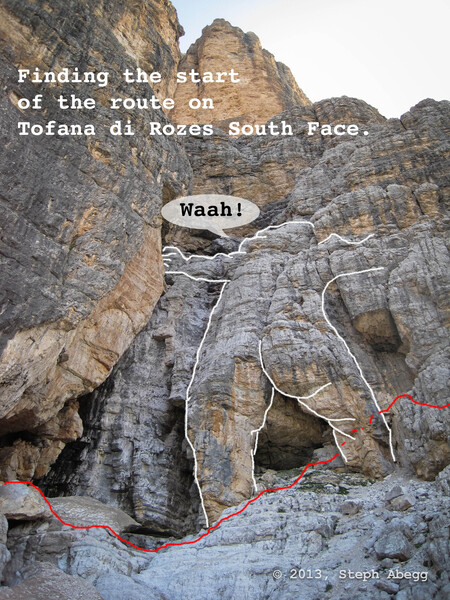 Finding the start
of the route on
Tofana di Rozes South Face.
Waah!
© 2013, Steph Abegg